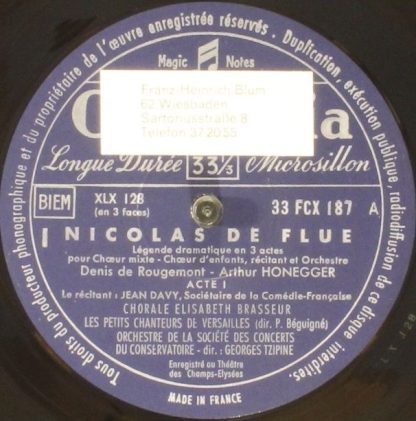 Tous droits du producteur phonographique et du propriétaire de l'œuvre enregistrée réservés - Duplication, exécution publique, radiodiffusion de ce disque interdites.
Magic Notes
Franz-Heinrich Blum
62 Wiesbaden
Sartoriusstraße 8
Telefon 37 20 55
Longue Durée 33⅓ Microsillon
BIEM
XLX 128
(en 3 faces)
33 FCX 187 A
I NICOLAS DE FLUE
Légende dramatique en 3 actes
pour Chœur mixte - Chœur d'enfants, récitant et Orchestre
Denis de Rougemont - Arthur HONEGGER
ACTE I
Le récitant : JEAN DAVY, Sociétaire de la Comédie-Française
CHORALE ELISABETH BRASSEUR
LES PETITS CHANTEURS DE VERSAILLES (dir. P. Béguigné)
ORCHESTRE DE LA SOCIÉTÉ DES CONCERTS
DU CONSERVATOIRE - dir : GEORGES TZIPINE
Enregistré au Théâtre
des Champs-Elysées
MADE IN FRANCE